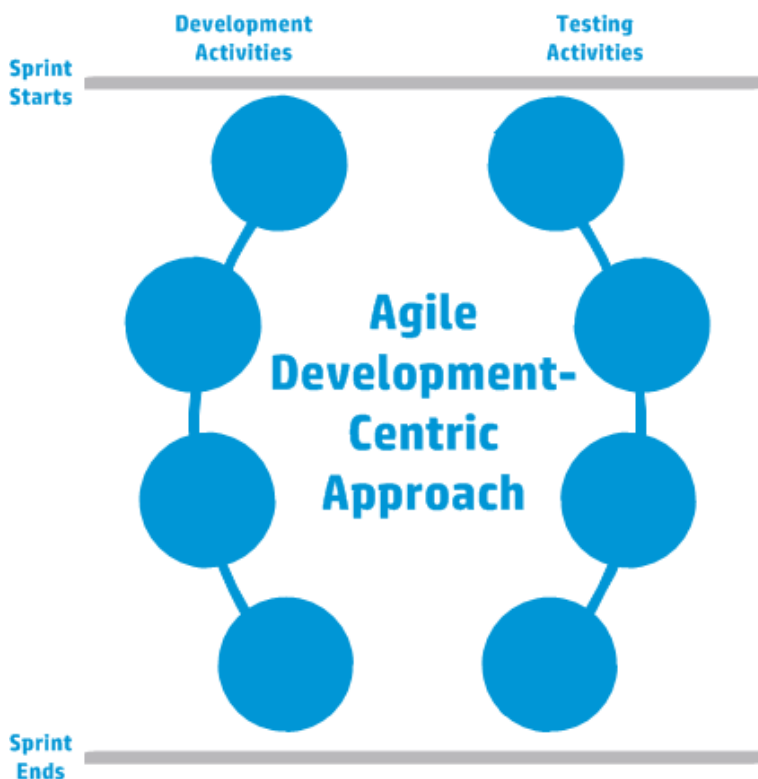 Development
Activities
Testing
Activities
Sprint
Starts
Agile
Development-
Centric
Approach
Sprint
Ends